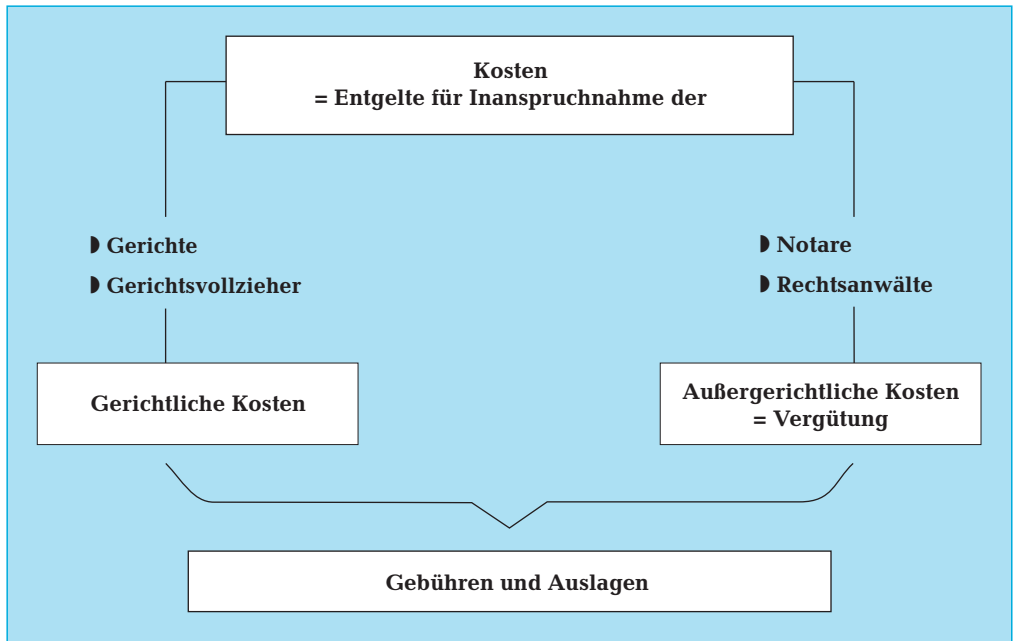 Kosten
= Entgelte für Inanspruchnahme der
◗ Gerichte
◗ Gerichtsvollzieher
◗ Notare
◗ Rechtsanwälte
Gerichtliche Kosten
Außergerichtliche Kosten
= Vergütung
Gebühren und Auslagen